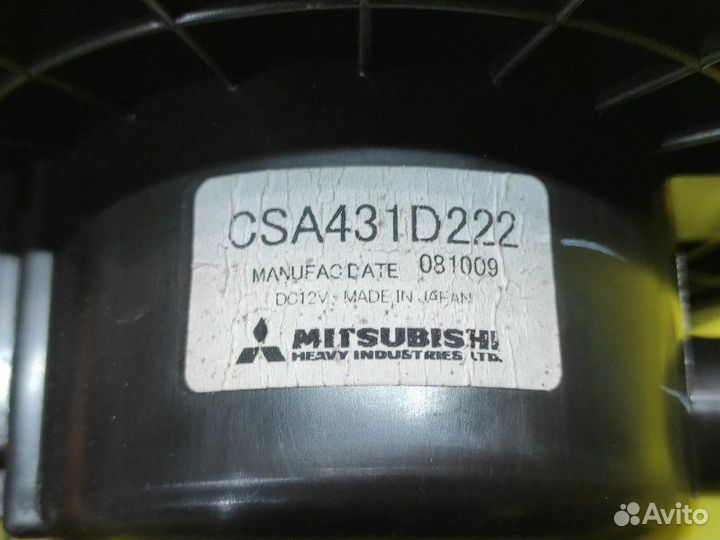 CSA431D222
MANUFAC DATE 081009
DC12V MADE IN JAPAN
MITSUBISHI
HEAVY INDUSTRIES, LTD.
Avito